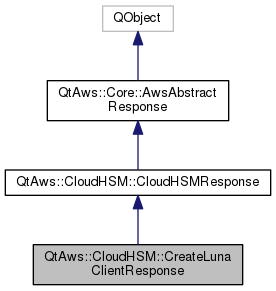 QObject
QtAws::Core::AwsAbstract
Response
QtAws::CloudHSM::CloudHSMResponse
QtAws::CloudHSM::CreateLuna
ClientResponse